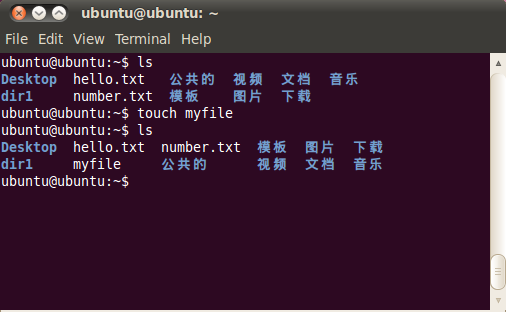 ubuntu@ubuntu: ~
File Edit View Terminal Help
ubuntu@ubuntu:~$ ls
Desktop hello.txt 公共的 视频 文档 音乐
dir1 number.txt 模板 图片 下载
ubuntu@ubuntu:~$ touch myfile
ubuntu@ubuntu:~$ ls
Desktop hello.txt number.txt 模板 图片 下载
dir1 myfile 公共的 视频 文档 音乐
ubuntu@ubuntu:~$